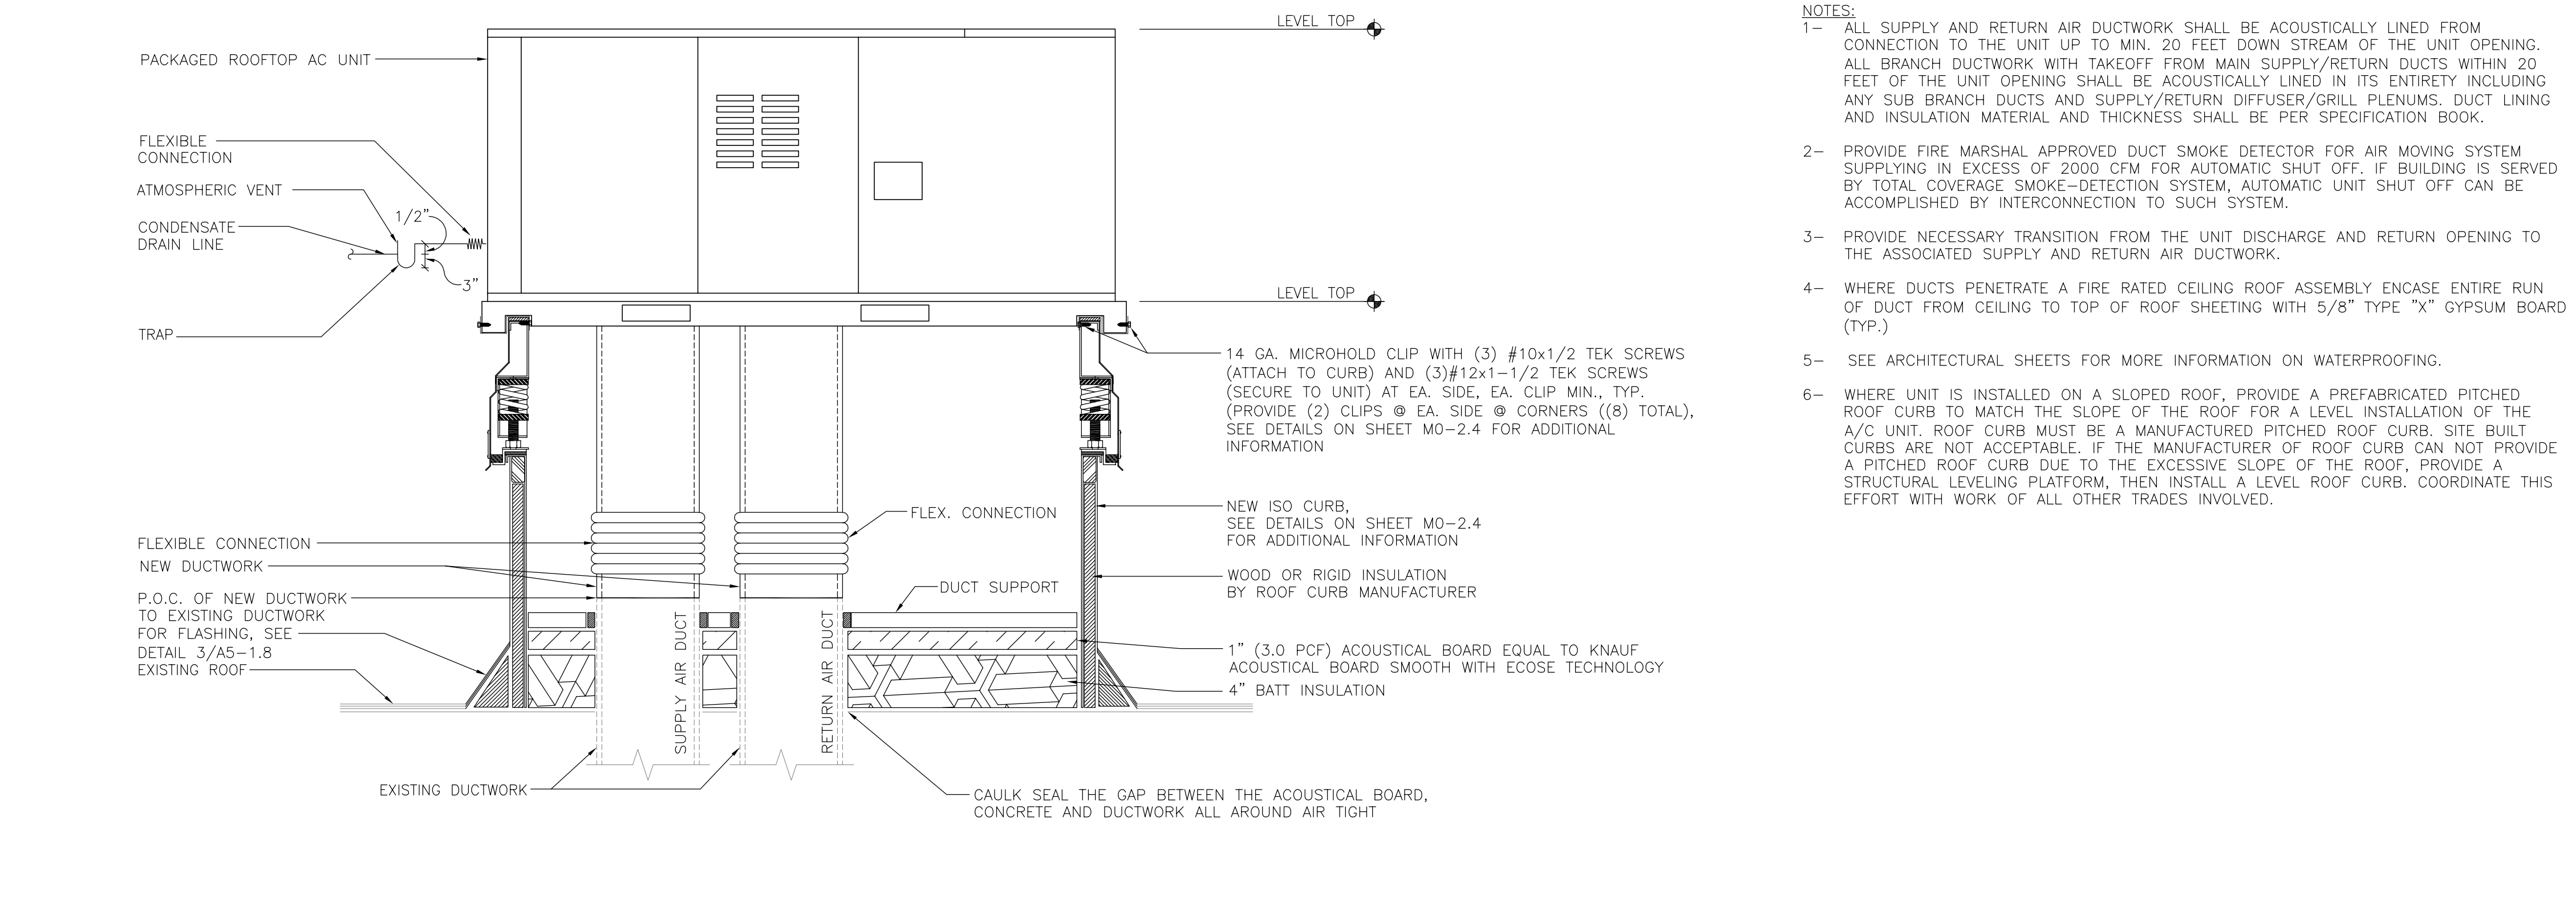 LEVEL TOP
PACKAGED ROOFTOP AC UNIT
FLEXIBLE
CONNECTION
ATMOSPHERIC VENT
1/2"
CONDENSATE
DRAIN LINE
3"
TRAP
LEVEL TOP
14 GA. MICROHOLD CLIP WITH (3) #10x1/2 TEK SCREWS
(ATTACH TO CURB) AND (3)#12x1-1/2 TEK SCREWS
(SECURE TO UNIT) AT EA. SIDE, EA. CLIP MIN., TYP.
(PROVIDE (2) CLIPS @ EA. SIDE @ CORNERS ((8) TOTAL),
SEE DETAILS ON SHEET M0-2.4 FOR ADDITIONAL
INFORMATION
FLEX. CONNECTION
NEW ISO CURB,
SEE DETAILS ON SHEET M0-2.4
FOR ADDITIONAL INFORMATION
FLEXIBLE CONNECTION
NEW DUCTWORK
DUCT SUPPORT
WOOD OR RIGID INSULATION
BY ROOF CURB MANUFACTURER
P.O.C. OF NEW DUCTWORK
TO EXISTING DUCTWORK
FOR FLASHING, SEE
DETAIL 3/A5-1.8
EXISTING ROOF
SUPPLY AIR DUCT
RETURN AIR DUCT
1" (3.0 PCF) ACOUSTICAL BOARD EQUAL TO KNAUF
ACOUSTICAL BOARD SMOOTH WITH ECOSE TECHNOLOGY
4" BATT INSULATION
EXISTING DUCTWORK
CAULK SEAL THE GAP BETWEEN THE ACOUSTICAL BOARD,
CONCRETE AND DUCTWORK ALL AROUND AIR TIGHT
NOTES:
1- ALL SUPPLY AND RETURN AIR DUCTWORK SHALL BE ACOUSTICALLY LINED FROM
CONNECTION TO THE UNIT UP TO MIN. 20 FEET DOWN STREAM OF THE UNIT OPENING.
ALL BRANCH DUCTWORK WITH TAKEOFF FROM MAIN SUPPLY/RETURN DUCTS WITHIN 20
FEET OF THE UNIT OPENING SHALL BE ACOUSTICALLY LINED IN ITS ENTIRETY INCLUDING
ANY SUB BRANCH DUCTS AND SUPPLY/RETURN DIFFUSER/GRILL PLENUMS. DUCT LINING
AND INSULATION MATERIAL AND THICKNESS SHALL BE PER SPECIFICATION BOOK.
2- PROVIDE FIRE MARSHAL APPROVED DUCT SMOKE DETECTOR FOR AIR MOVING SYSTEM
SUPPLYING IN EXCESS OF 2000 CFM FOR AUTOMATIC SHUT OFF. IF BUILDING IS SERVED
BY TOTAL COVERAGE SMOKE-DETECTION SYSTEM, AUTOMATIC UNIT SHUT OFF CAN BE
ACCOMPLISHED BY INTERCONNECTION TO SUCH SYSTEM.
3- PROVIDE NECESSARY TRANSITION FROM THE UNIT DISCHARGE AND RETURN OPENING TO
THE ASSOCIATED SUPPLY AND RETURN AIR DUCTWORK.
4- WHERE DUCTS PENETRATE A FIRE RATED CEILING ROOF ASSEMBLY ENCASE ENTIRE RUN
OF DUCT FROM CEILING TO TOP OF ROOF SHEETING WITH 5/8" TYPE "X" GYPSUM BOARD
(TYP.)
5- SEE ARCHITECTURAL SHEETS FOR MORE INFORMATION ON WATERPROOFING.
6- WHERE UNIT IS INSTALLED ON A SLOPED ROOF, PROVIDE A PREFABRICATED PITCHED
ROOF CURB TO MATCH THE SLOPE OF THE ROOF FOR A LEVEL INSTALLATION OF THE
A/C UNIT. ROOF CURB MUST BE A MANUFACTURED PITCHED ROOF CURB. SITE BUILT
CURBS ARE NOT ACCEPTABLE. IF THE MANUFACTURER OF ROOF CURB CAN NOT PROVIDE
A PITCHED ROOF CURB DUE TO THE EXCESSIVE SLOPE OF THE ROOF, PROVIDE A
STRUCTURAL LEVELING PLATFORM, THEN INSTALL A LEVEL ROOF CURB. COORDINATE THIS
EFFORT WITH WORK OF ALL OTHER TRADES INVOLVED.